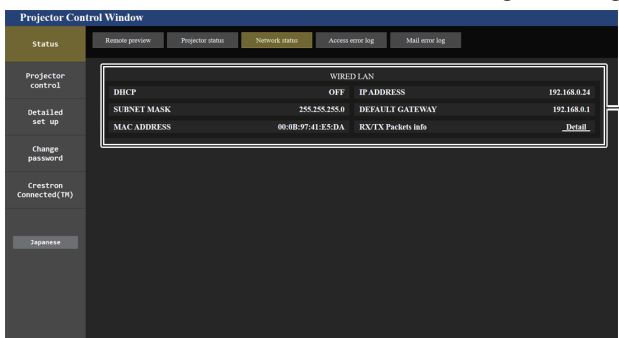 Projector Control Window
Status
Remote preview Projector status Network status Access error log Mail error log
Projector
control
Detailed
set up
Change
password
Crestron
Connected(TM)
Japanese
WIRED LAN
DHCP OFF IP ADDRESS 192.168.0.24
SUBNET MASK 255.255.255.0 DEFAULT GATEWAY 192.168.0.1
MAC ADDRESS 00:0B:97:41:E5:DA RX/TX Packets info Detail